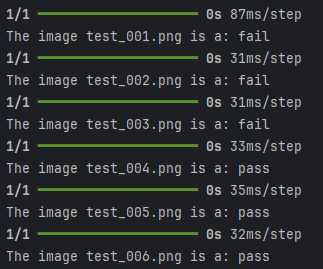 1/1 ━━━━━━━━━━━━━━━━━━━━ 0s 87ms/step
The image test_001.png is a: fail
1/1 ━━━━━━━━━━━━━━━━━━━━ 0s 31ms/step
The image test_002.png is a: fail
1/1 ━━━━━━━━━━━━━━━━━━━━ 0s 31ms/step
The image test_003.png is a: fail
1/1 ━━━━━━━━━━━━━━━━━━━━ 0s 33ms/step
The image test_004.png is a: pass
1/1 ━━━━━━━━━━━━━━━━━━━━ 0s 35ms/step
The image test_005.png is a: pass
1/1 ━━━━━━━━━━━━━━━━━━━━ 0s 32ms/step
The image test_006.png is a: pass